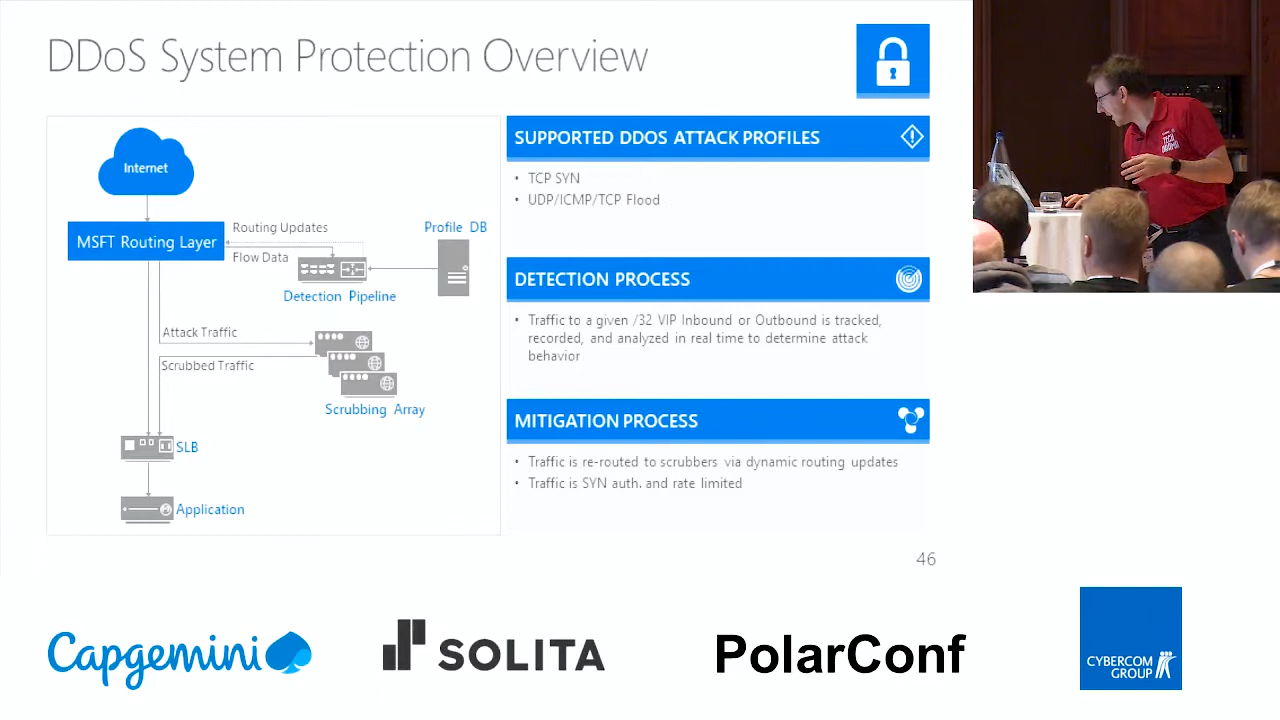 DDoS System Protection Overview
Internet
MSFT Routing Layer
Routing Updates
Flow Data
Profile DB
Detection Pipeline
Attack Traffic
Scrubbed Traffic
Scrubbing Array
SLB
Application
SUPPORTED DDOS ATTACK PROFILES
• TCP SYN
• UDP/ICMP/TCP Flood
DETECTION PROCESS
• Traffic to a given /32 VIP Inbound or Outbound is tracked,
recorded, and analyzed in real time to determine attack
behavior
MITIGATION PROCESS
• Traffic is re-routed to scrubbers via dynamic routing updates
• Traffic is SYN auth. and rate limited
46
Capgemini
SOLITA
PolarConf
CYBERCOM
GROUP